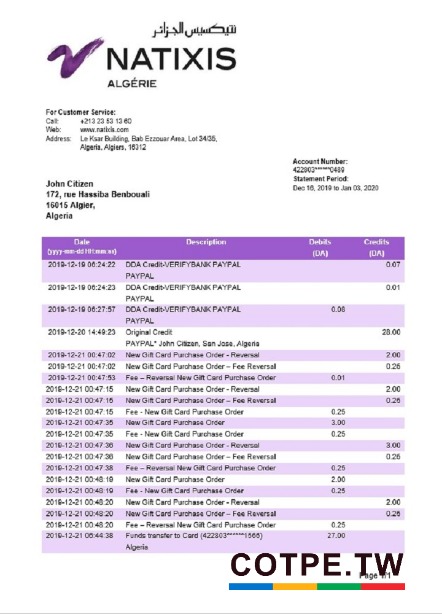 ناتيكسيس الجزائر
NATIXIS
ALGÉRIE
For Customer Service:
Call: +213 23 53 13 60
Web: www.natixis.com
Address: Le Ksar Building, Bab Ezzouar Area, Lot 34/35,
Algeria, Algiers, 16312
Account Number:
422803******0489
Statement Period:
Dec 16, 2019 to Jan 03, 2020
John Citizen
172, rue Hassiba Benbouali
16015 Algier,
Algeria
Date Description Debits Credits
(yyyy-mm-dd HH:mm:ss) (DA) (DA)
2019-12-19 06:24:22 DDA Credit-VERIFYBANK PAYPAL 0.07
PAYPAL
2019-12-19 06:24:23 DDA Credit-VERIFYBANK PAYPAL 0.01
PAYPAL
2019-12-19 06:27:57 DDA Credit-VERIFYBANK PAYPAL 0.08
PAYPAL
2019-12-20 14:49:23 Original Credit 28.00
PAYPAL* John Citizen, San Jose, Algeria
2019-12-21 00:47:02 New Gift Card Purchase Order - Reversal 2.00
2019-12-21 00:47:02 New Gift Card Purchase Order – Fee Reversal 0.25
2019-12-21 00:47:53 Fee – Reversal New Gift Card Purchase Order 0.01
2019-12-21 00:47:15 New Gift Card Purchase Order - Reversal 2.00
2019-12-21 00:47:15 New Gift Card Purchase Order – Fee Reversal 0.25
2019-12-21 00:47:15 Fee - New Gift Card Purchase Order 0.25
2019-12-21 00:47:35 New Gift Card Purchase Order 3.00
2019-12-21 00:47:35 Fee - New Gift Card Purchase Order 0.25
2019-12-21 00:47:36 New Gift Card Purchase Order - Reversal 3.00
2019-12-21 00:47:36 New Gift Card Purchase Order – Fee Reversal 0.25
2019-12-21 00:47:38 Fee – Reversal New Gift Card Purchase Order 0.25
2019-12-21 00:48:19 New Gift Card Purchase Order 2.00
2019-12-21 00:48:19 Fee - New Gift Card Purchase Order 0.25
2019-12-21 00:48:20 New Gift Card Purchase Order - Reversal 2.00
2019-12-21 00:48:20 New Gift Card Purchase Order – Fee Reversal 0.25
2019-12-21 00:48:20 Fee – Reversal New Gift Card Purchase Order 0.25
2019-12-21 06:44:38 Funds transfer to Card (422803******1566) 27.00
Algeria
COTPE.TW
Page 1/1